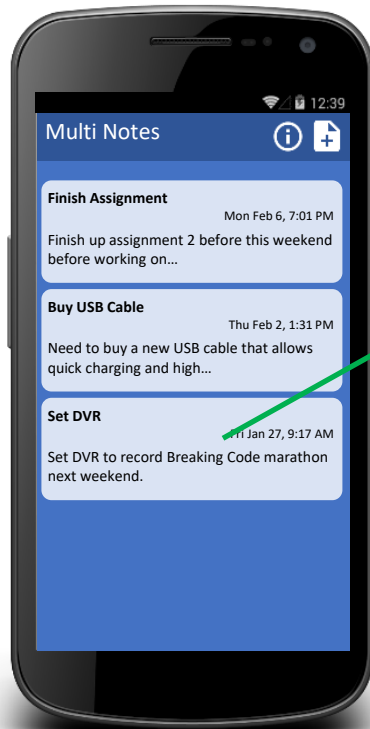 12:39
Multi Notes
Finish Assignment
Mon Feb 6, 7:01 PM
Finish up assignment 2 before this weekend
before working on…
Buy USB Cable
Thu Feb 2, 1:31 PM
Need to buy a new USB cable that allows
quick charging and high…
Set DVR
Fri Jan 27, 9:17 AM
Set DVR to record Breaking Code marathon
next weekend.